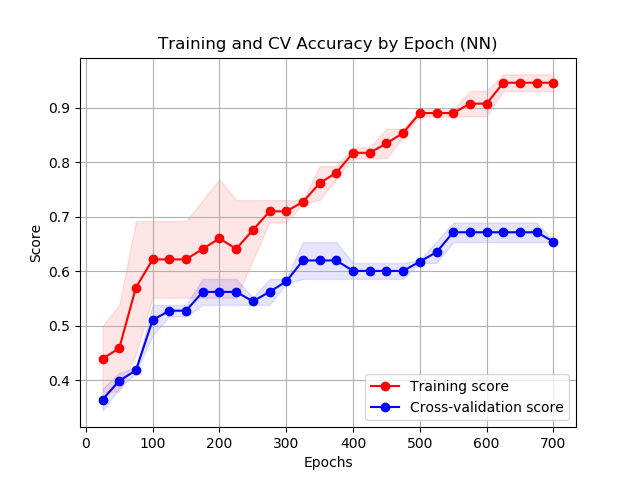 Training and CV Accuracy by Epoch (NN)
0.9
0.8
0.7
0.6
0.5
0.4
Score
0 100 200 300 400 500 600 700
Epochs
Training score
Cross-validation score